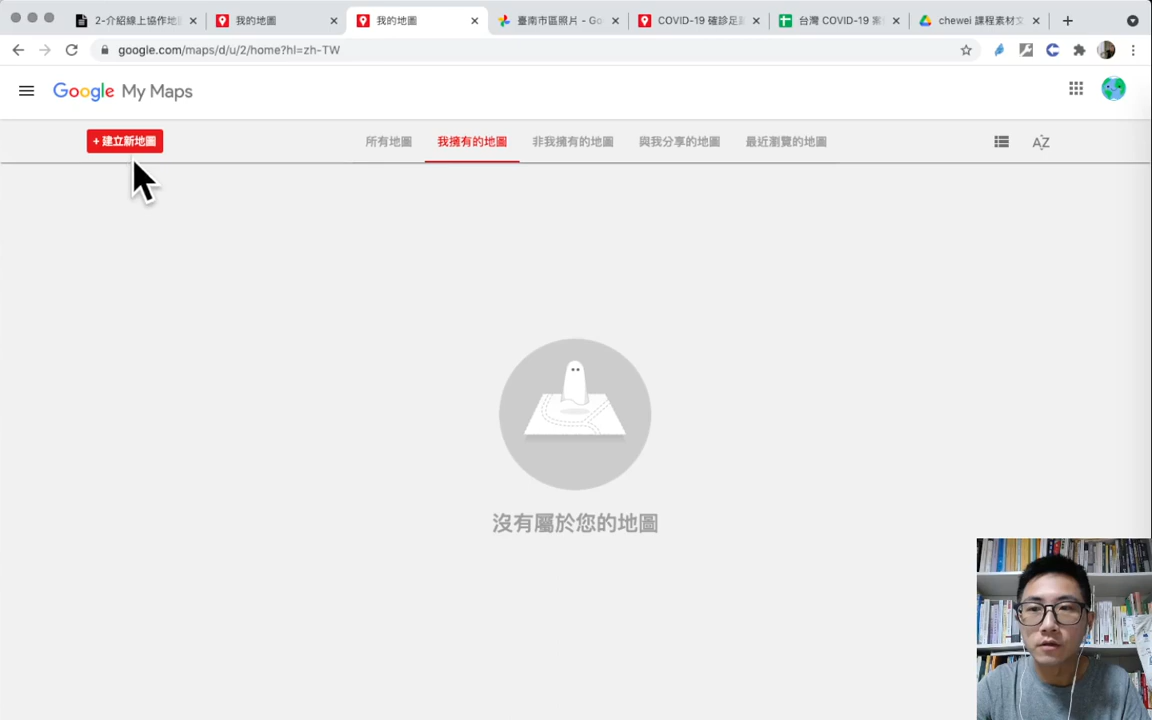 2-介紹線上協作地
我的地圖
我的地圖
臺南市區照片 - Go
COVID-19 確診足
台灣 COVID-19 案
chewei 課程素材文
google.com/maps/d/u/2/home?hl=zh-TW
Google My Maps
+ 建立新地圖
所有地圖
我擁有的地圖
非我擁有的地圖
與我分享的地圖
最近瀏覽的地圖
AZ
沒有屬於您的地圖